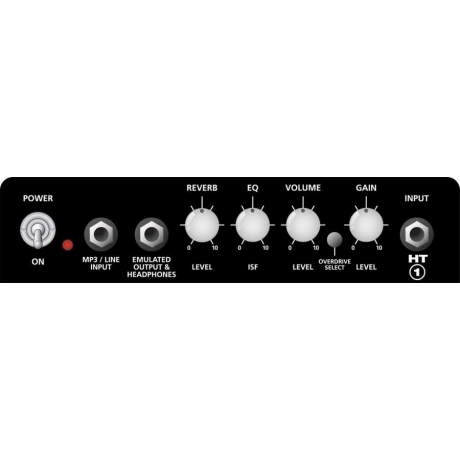 POWER
ON
MP3 / LINE
INPUT
EMULATED
OUTPUT &
HEADPHONES
REVERB
0 10
LEVEL
EQ
0 10
ISF
VOLUME
0 10
LEVEL
OVERDRIVE
SELECT
GAIN
0 10
LEVEL
INPUT
HT
1